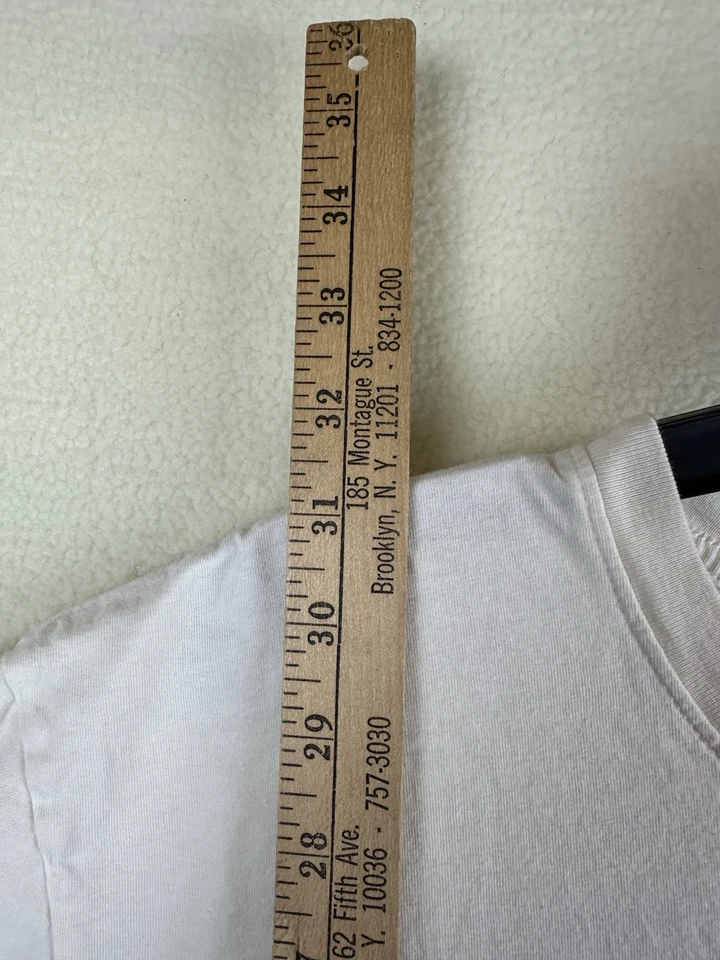 36
35
34
33
32
31
30
29
28
185 Montague St.
Brooklyn, N. Y. 11201 · 834-1200
62 Fifth Ave.
Y. 10036 · 757-3030